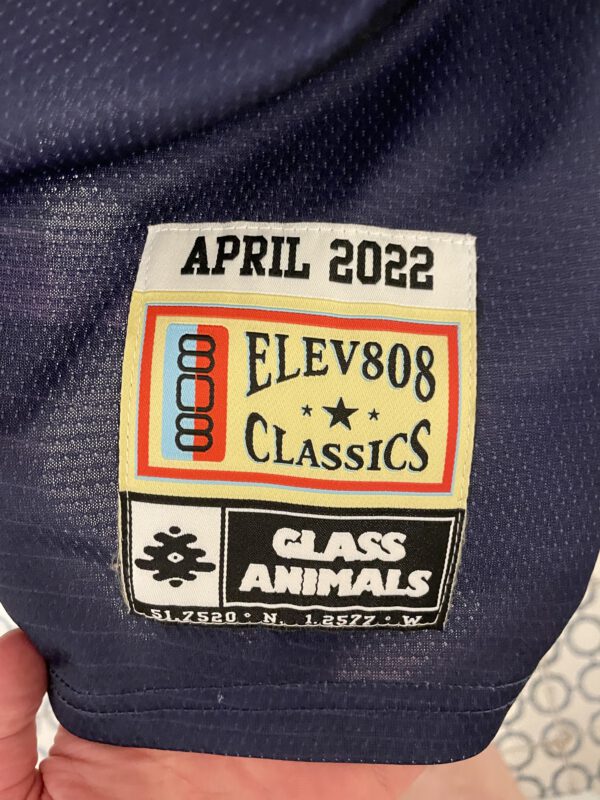 APRIL 2022
808
ELEV808
CLASSICS
GLASS
ANIMALS
51.7520 • N. 1.2577 • W